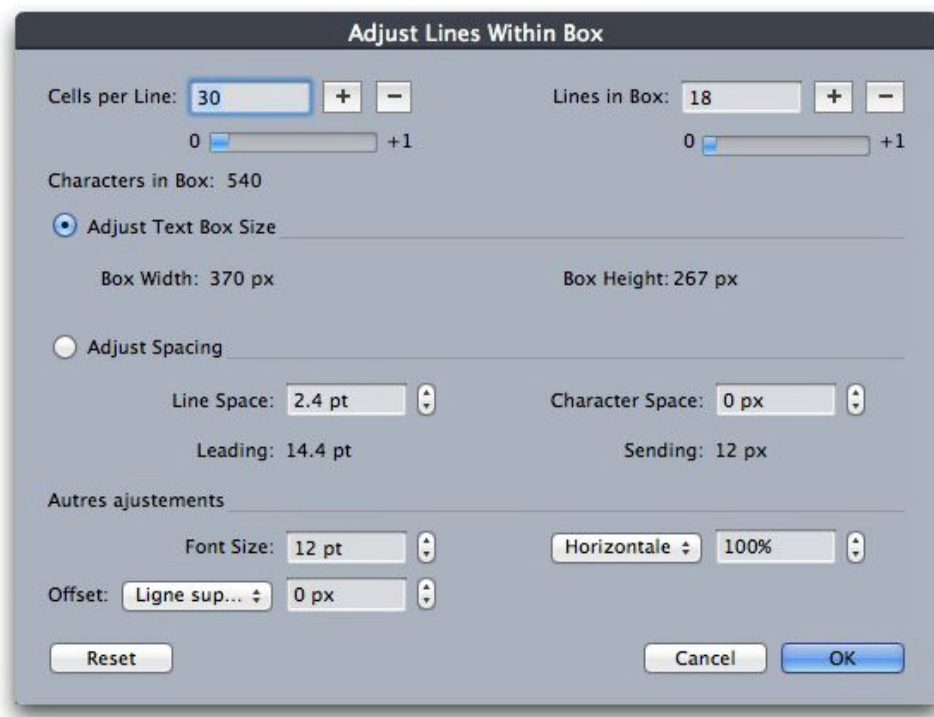 Adjust Lines Within Box
Cells per Line: 30 + − Lines in Box: 18 + −
0 +1 0 +1
Characters in Box: 540
Adjust Text Box Size
Box Width: 370 px Box Height: 267 px
Adjust Spacing
Line Space: 2.4 pt Character Space: 0 px
Leading: 14.4 pt Sending: 12 px
Autres ajustements
Font Size: 12 pt Horizontale 100%
Offset: Ligne sup... 0 px
Reset Cancel OK